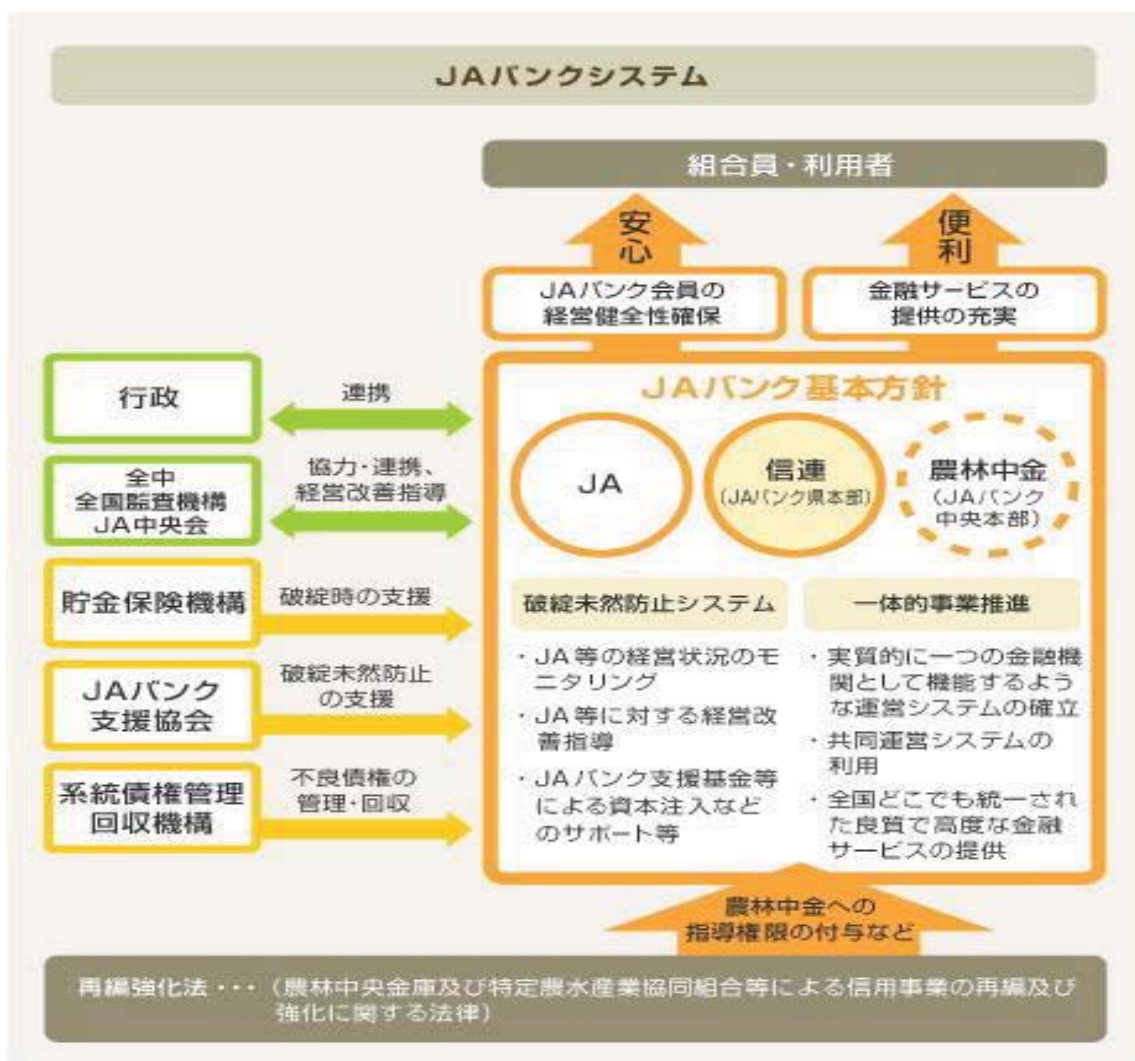 JAバンクシステム
組合員・利用者
安心
便利
JAバンク会員の
経営健全性確保
金融サービスの
提供の充実
行政
連携
全中
全国監査機構
JA中央会
協力・連携、
経営改善指導
貯金保険機構
破綻時の支援
JAバンク
支援協会
破綻未然防止
の支援
系統債権管理
回収機構
不良債権の
管理・回収
JAバンク基本方針
JA
信連
(JAバンク県本部)
農林中金
(JAバンク
中央本部)
破綻未然防止システム
・JA等の経営状況のモ
ニタリング
・JA等に対する経営改
善指導
・JAバンク支援基金等
による資本注入など
のサポート等
一体的事業推進
・実質的に一つの金融機
関として機能するよう
な運営システムの確立
・共同運営システムの
利用
・全国どこでも統一され
た良質で高度な金融
サービスの提供
農林中金への
指導権限の付与など
再編強化法・・・(農林中央金庫及び特定農水産業協同組合等による信用事業の再編及び
強化に関する法律)